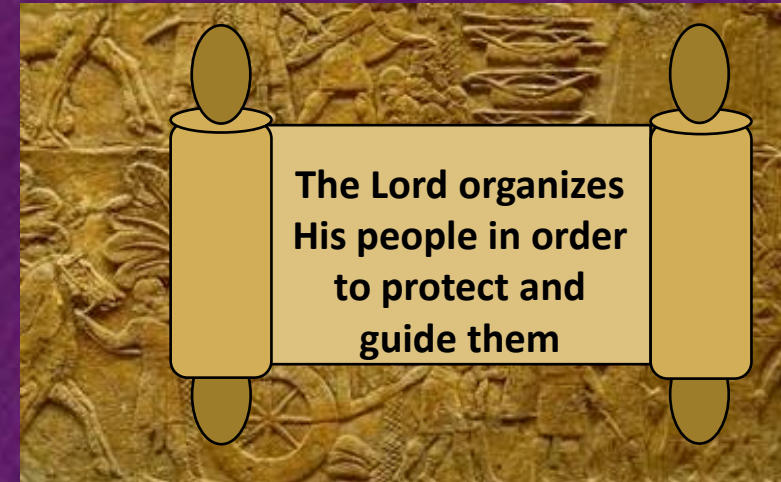 The Lord organizes
His people in order
to protect and
guide them